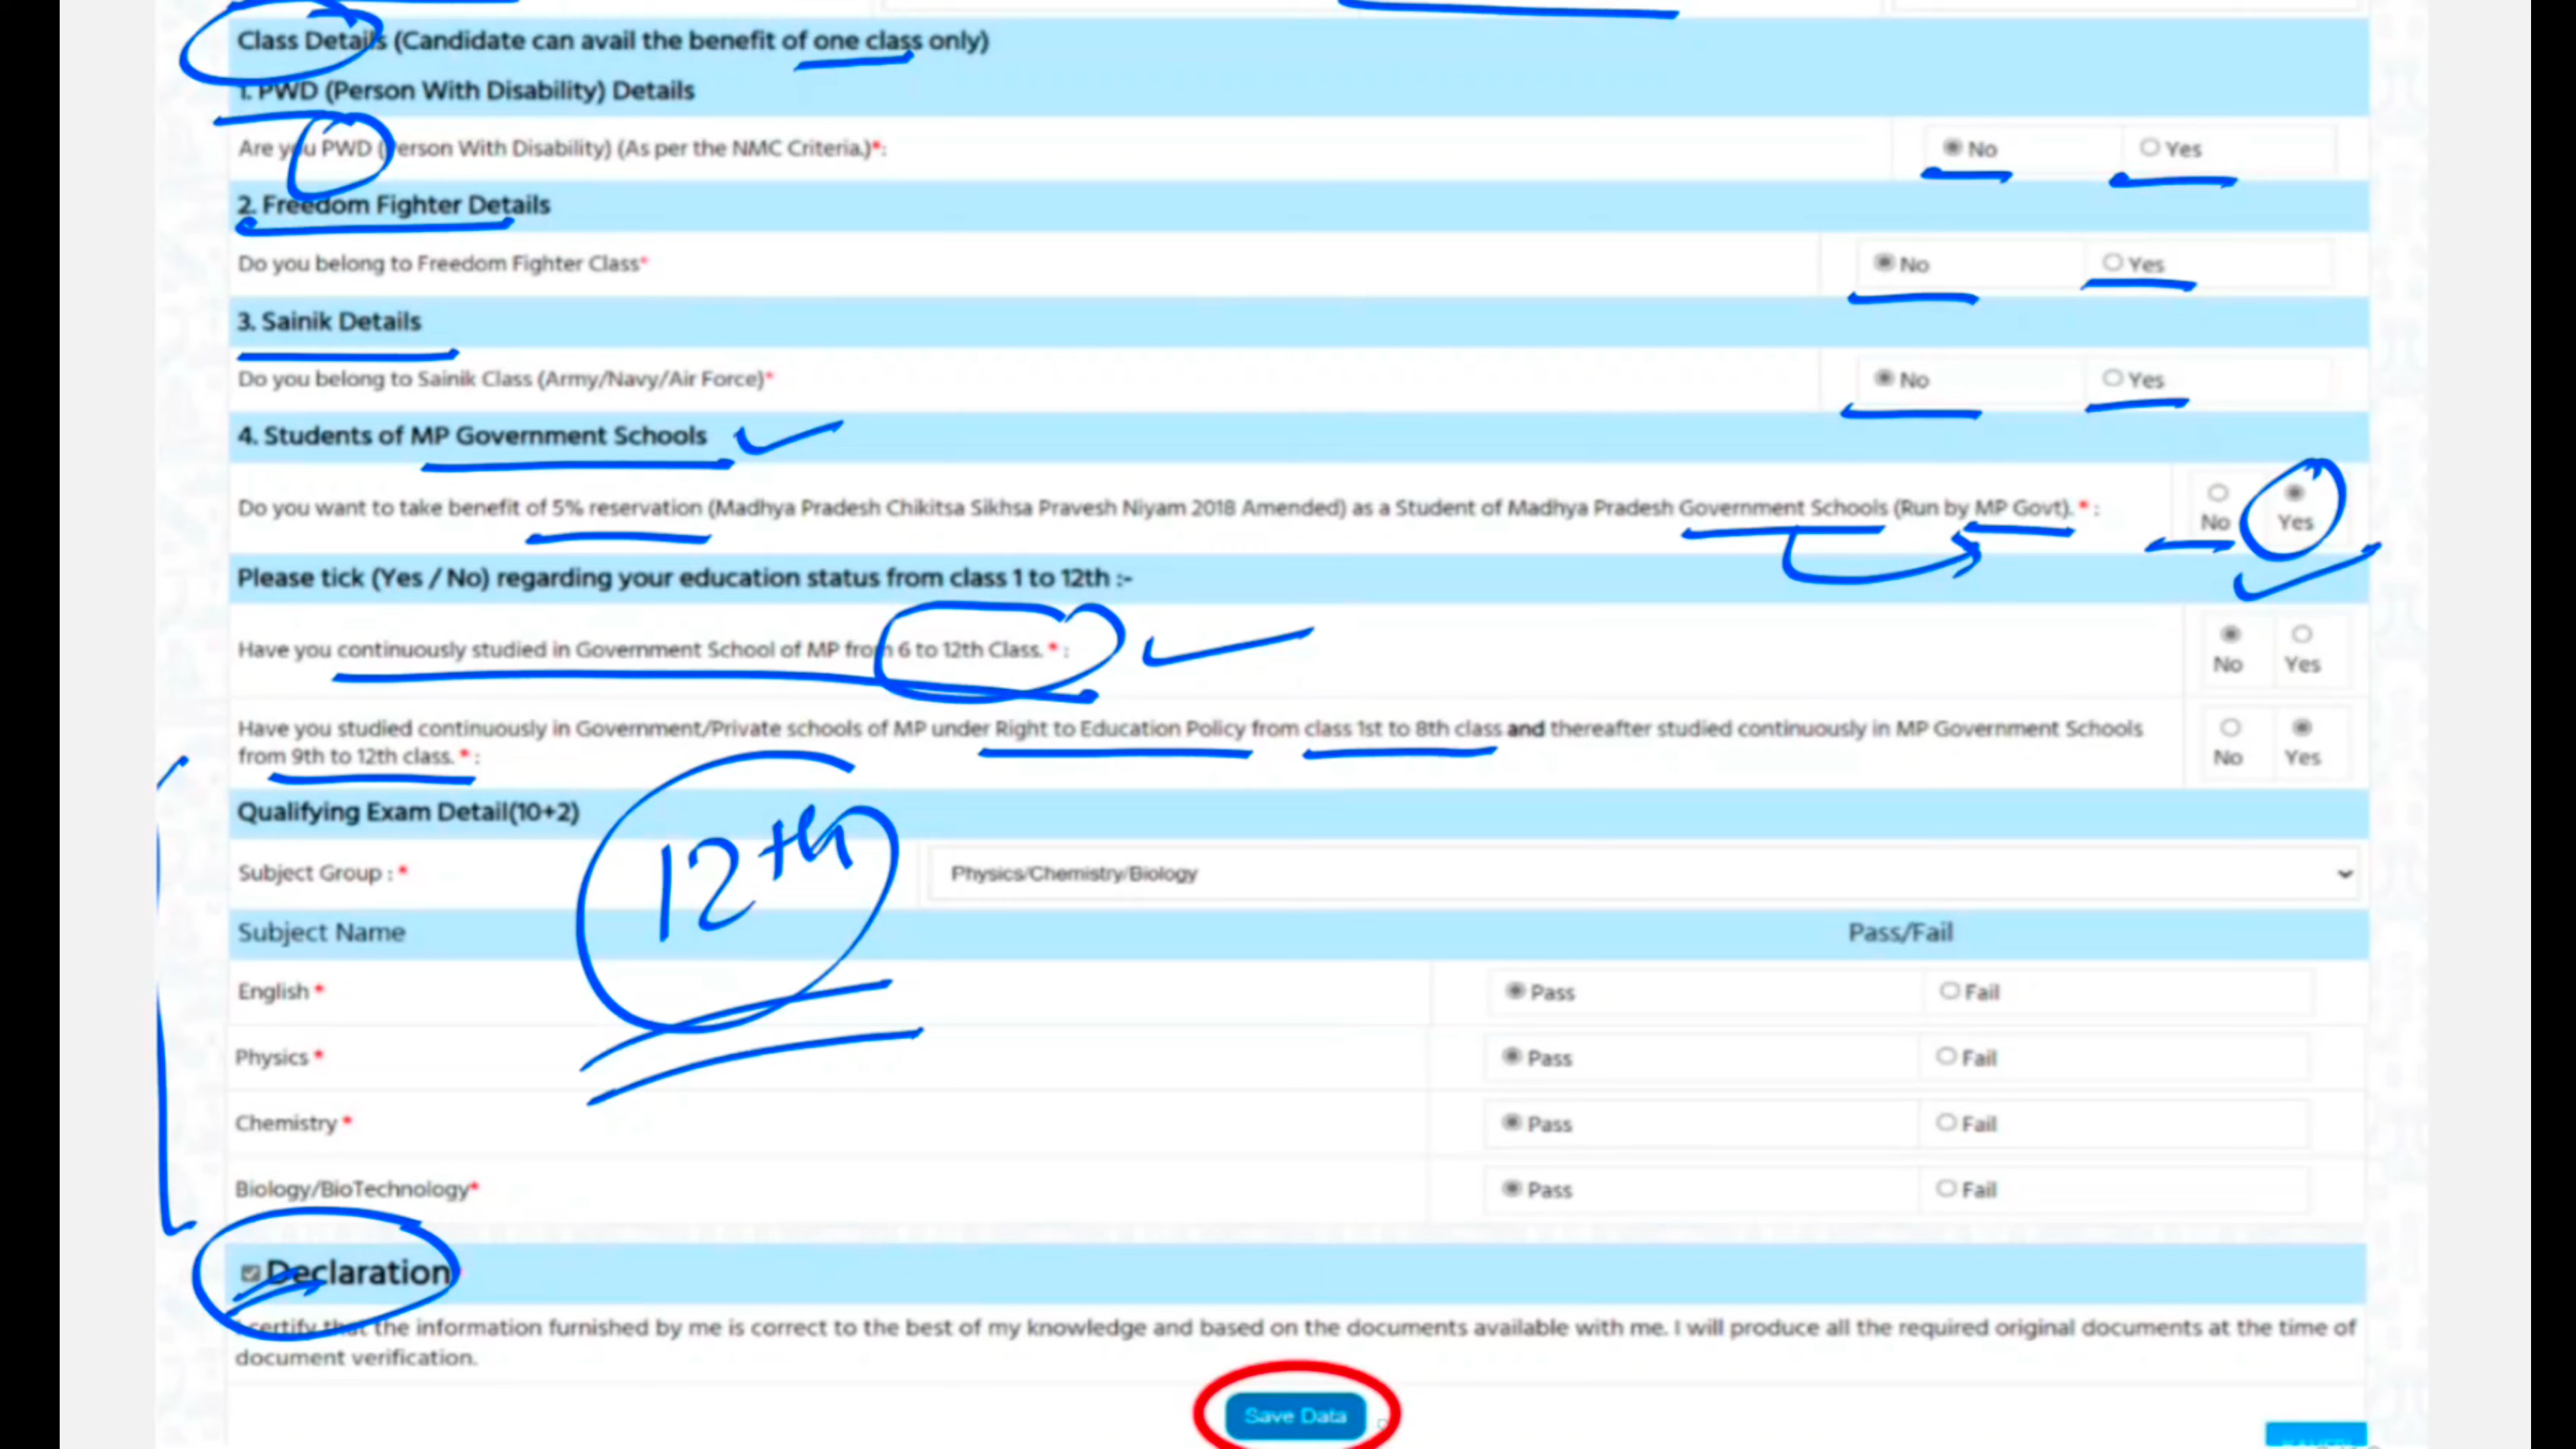 Class Details (Candidate can avail the benefit of one class only)
1. PWD (Person With Disability) Details
Are you PWD (Person With Disability) (As per the NMC Criteria.)*:
No Yes
2. Freedom Fighter Details
Do you belong to Freedom Fighter Class*
No Yes
3. Sainik Details
Do you belong to Sainik Class (Army/Navy/Air Force)*
No Yes
4. Students of MP Government Schools
Do you want to take benefit of 5% reservation (Madhya Pradesh Chikitsa Sikhsa Pravesh Niyam 2018 Amended) as a Student of Madhya Pradesh Government Schools (Run by MP Govt). * :
No Yes
Please tick (Yes / No) regarding your education status from class 1 to 12th :-
Have you continuously studied in Government School of MP from 6 to 12th Class. * :
No Yes
Have you studied continuously in Government/Private schools of MP under Right to Education Policy from class 1st to 8th class and thereafter studied continuously in MP Government Schools
from 9th to 12th class. * :
No Yes
Qualifying Exam Detail(10+2)
12th
Subject Group : * Physics/Chemistry/Biology
Subject Name Pass/Fail
English * Pass Fail
Physics * Pass Fail
Chemistry * Pass Fail
Biology/BioTechnology* Pass Fail
Declaration
I certify that the information furnished by me is correct to the best of my knowledge and based on the documents available with me. I will produce all the required original documents at the time of
document verification.
Save Data